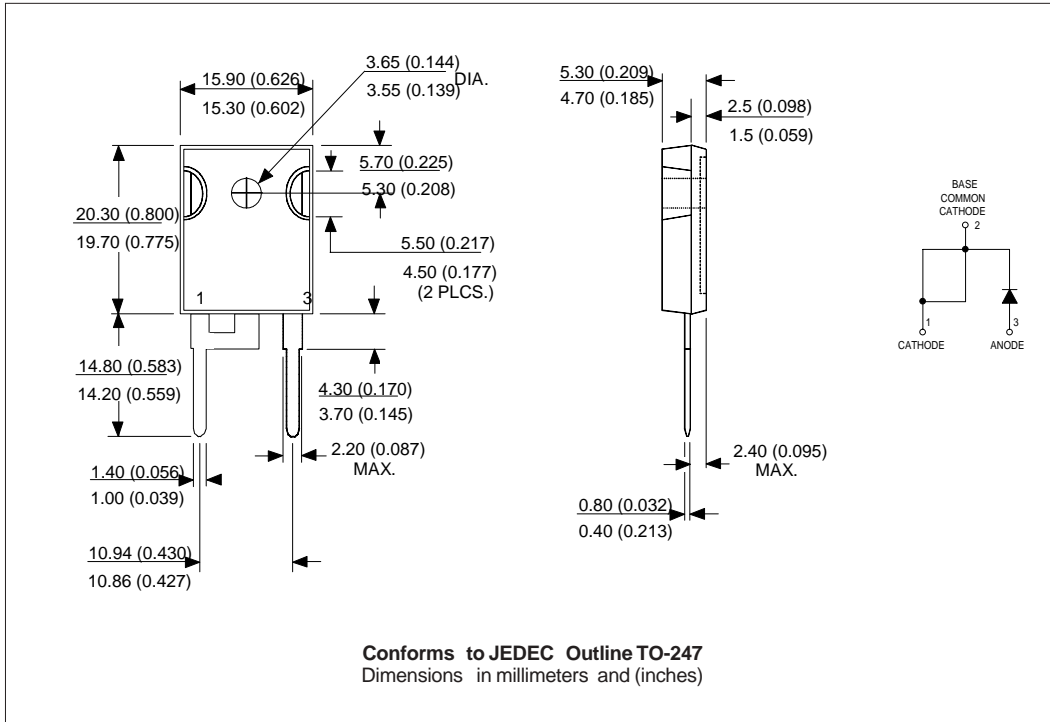 3.65 (0.144)
3.55 (0.139)
DIA.
15.90 (0.626)
15.30 (0.602)
5.30 (0.209)
4.70 (0.185)
2.5 (0.098)
1.5 (0.059)
5.70 (0.225)
5.30 (0.208)
20.30 (0.800)
19.70 (0.775)
5.50 (0.217)
4.50 (0.177)
(2 PLCS.)
1
3
14.80 (0.583)
14.20 (0.559)
4.30 (0.170)
3.70 (0.145)
2.20 (0.087)
MAX.
1.40 (0.056)
1.00 (0.039)
10.94 (0.430)
10.86 (0.427)
2.40 (0.095)
MAX.
0.80 (0.032)
0.40 (0.213)
BASE
COMMON
CATHODE
2
1
CATHODE
3
ANODE
Conforms to JEDEC Outline TO-247
Dimensions in millimeters and (inches)